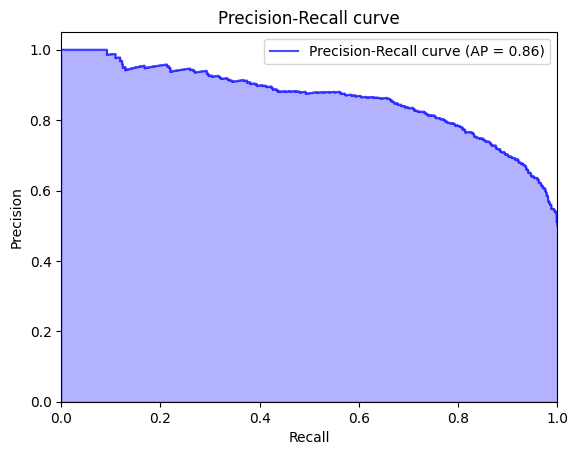 Precision-Recall curve
Precision-Recall curve (AP = 0.86)
1.0
0.8
0.6
0.4
0.2
0.0
Precision
0.0 0.2 0.4 0.6 0.8 1.0
Recall